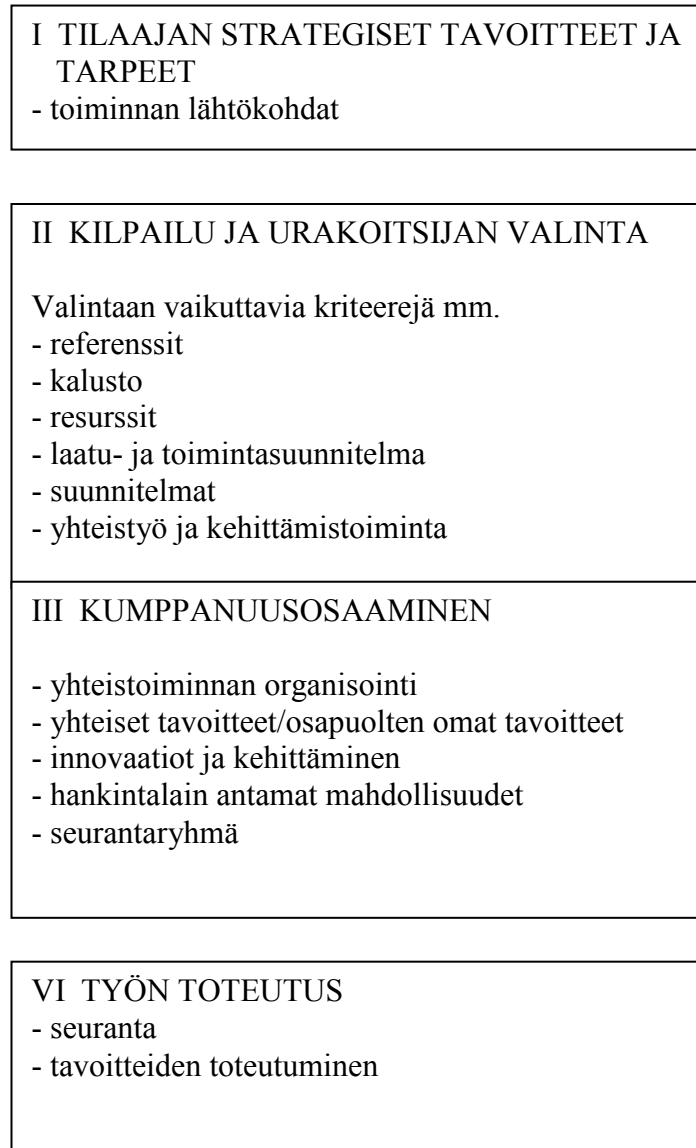 I TILAAJAN STRATEGISET TAVOITTEET JA
TARPEET
- toiminnan lähtökohdat
II KILPAILU JA URAKOITSIJAN VALINTA
Valintaan vaikuttavia kriteerejä mm.
- referenssit
- kalusto
- resurssit
- laatu- ja toimintasuunnitelma
- suunnitelmat
- yhteistyö ja kehittämistoiminta
III KUMPPANUUSOSAAMINEN
- yhteistoiminnan organisointi
- yhteiset tavoitteet/osapuolten omat tavoitteet
- innovaatiot ja kehittäminen
- hankintalain antamat mahdollisuudet
- seurantaryhmä
VI TYÖN TOTEUTUS
- seuranta
- tavoitteiden toteutuminen